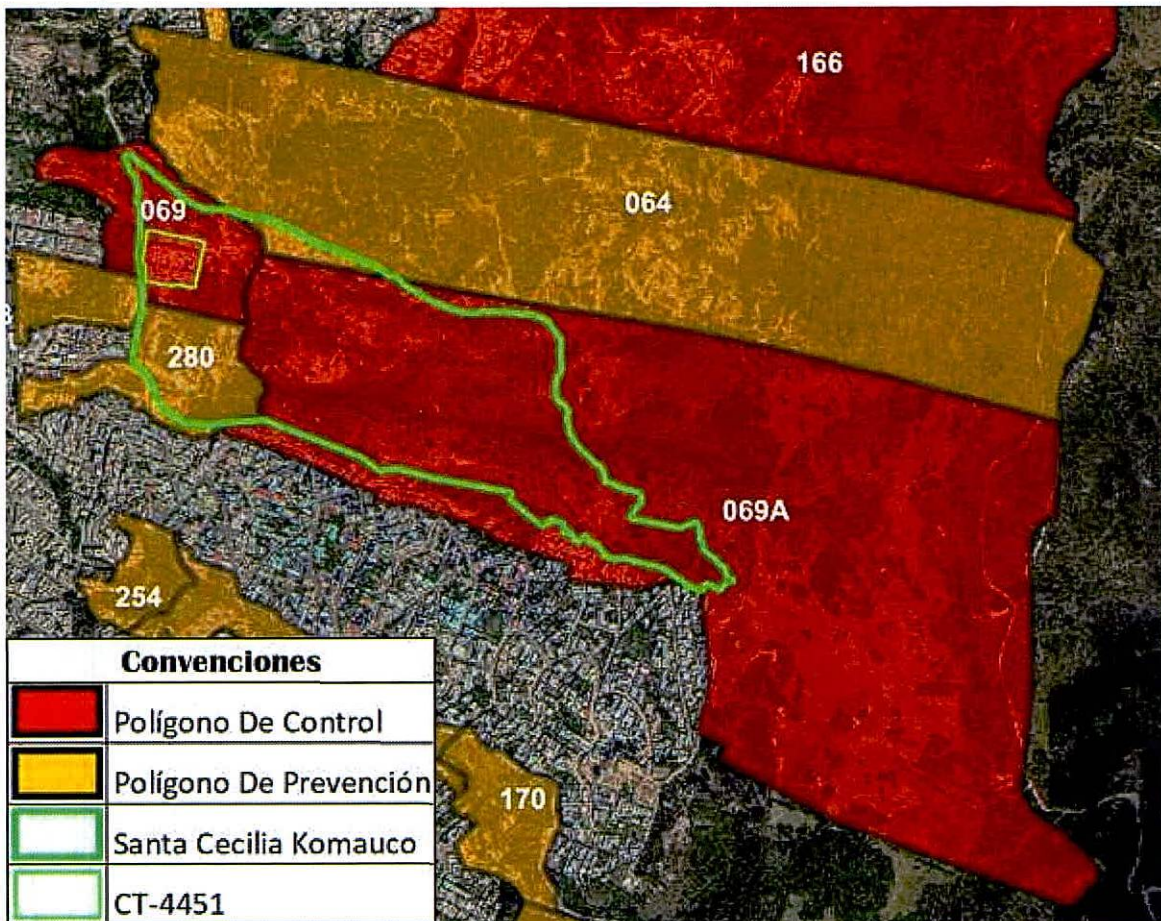 166
064
069
280
069A
254
Convenciones
Polígono De Control
Polígono De Prevención
170
Santa Cecilia Komauco
CT-4451